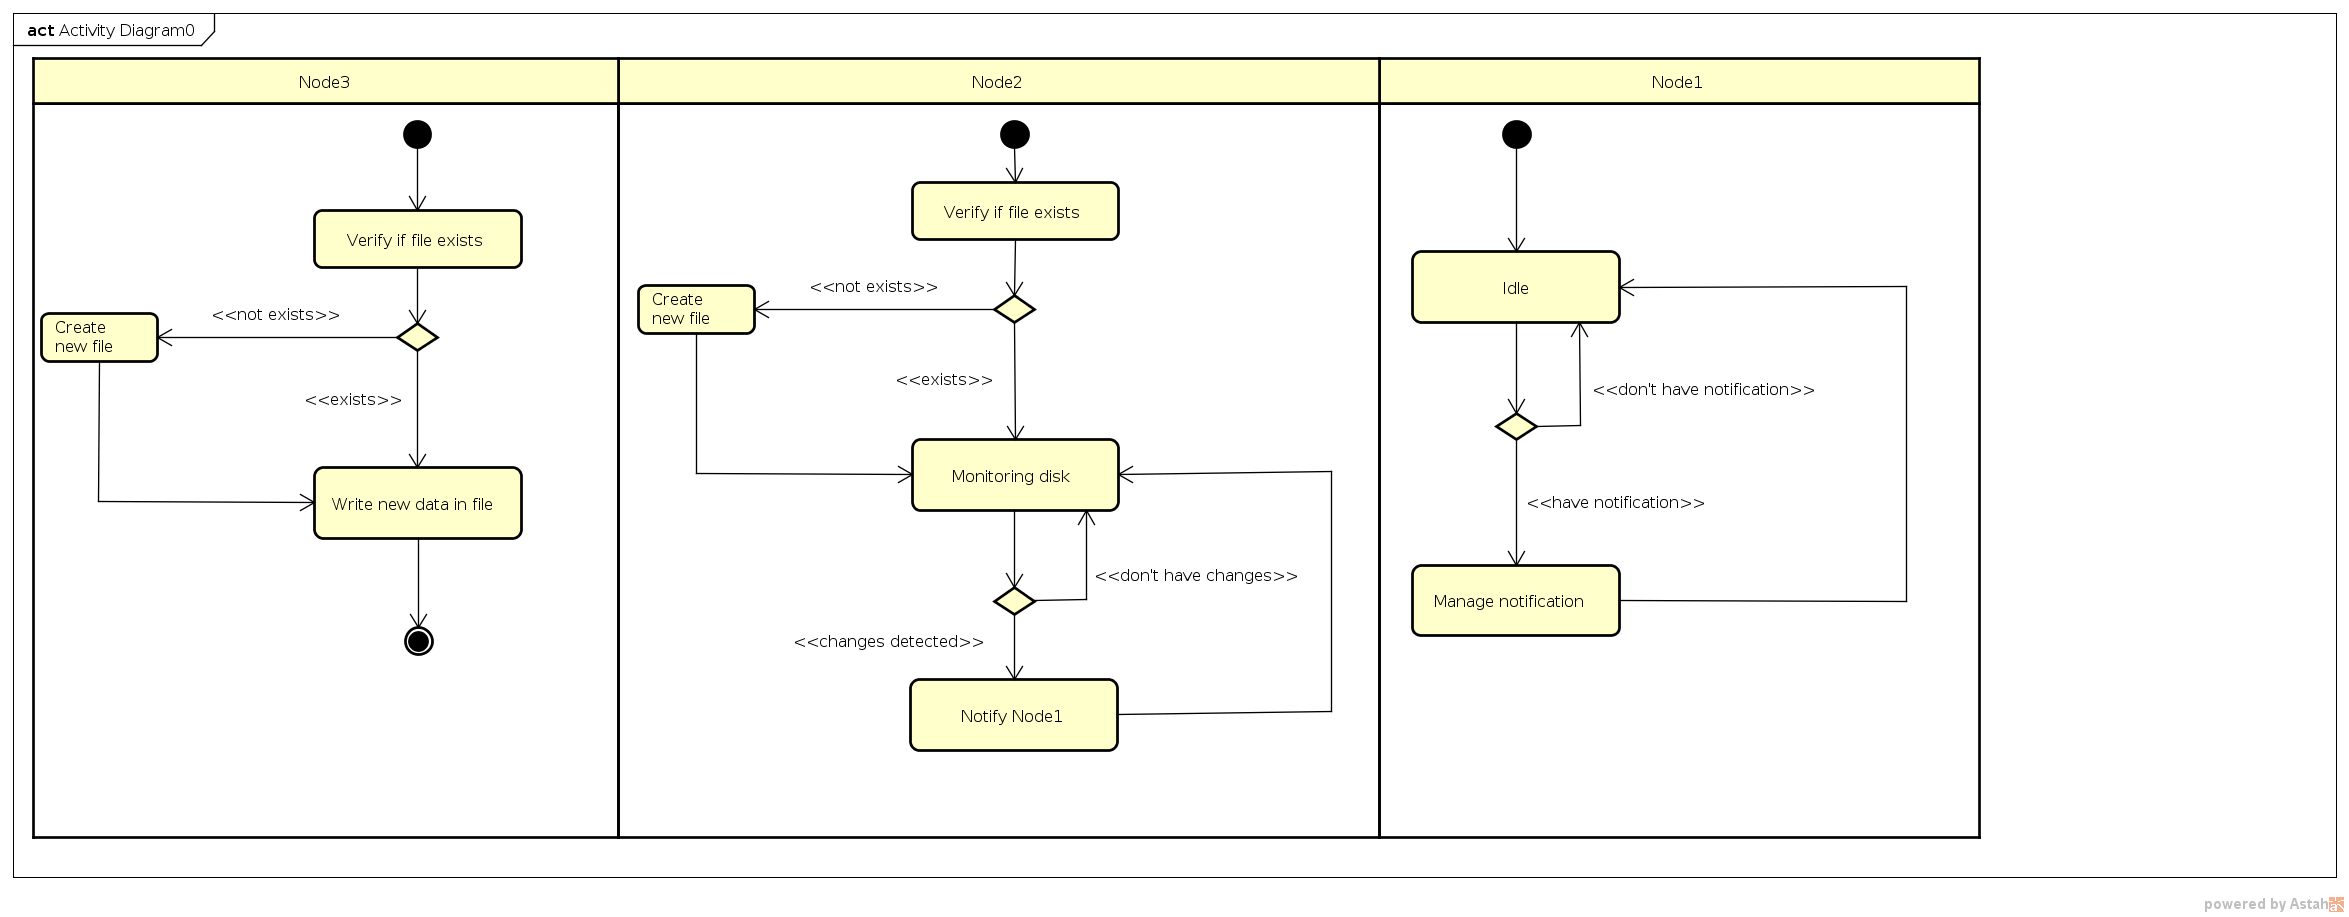 act Activity Diagram0
Node3
Node2
Node1
Verify if file exists
<<not exists>>
Create
new file
<<exists>>
Write new data in file
Verify if file exists
<<not exists>>
Create
new file
<<exists>>
Monitoring disk
<<don't have changes>>
<<changes detected>>
Notify Node1
Idle
<<don't have notification>>
<<have notification>>
Manage notification
powered by Astah